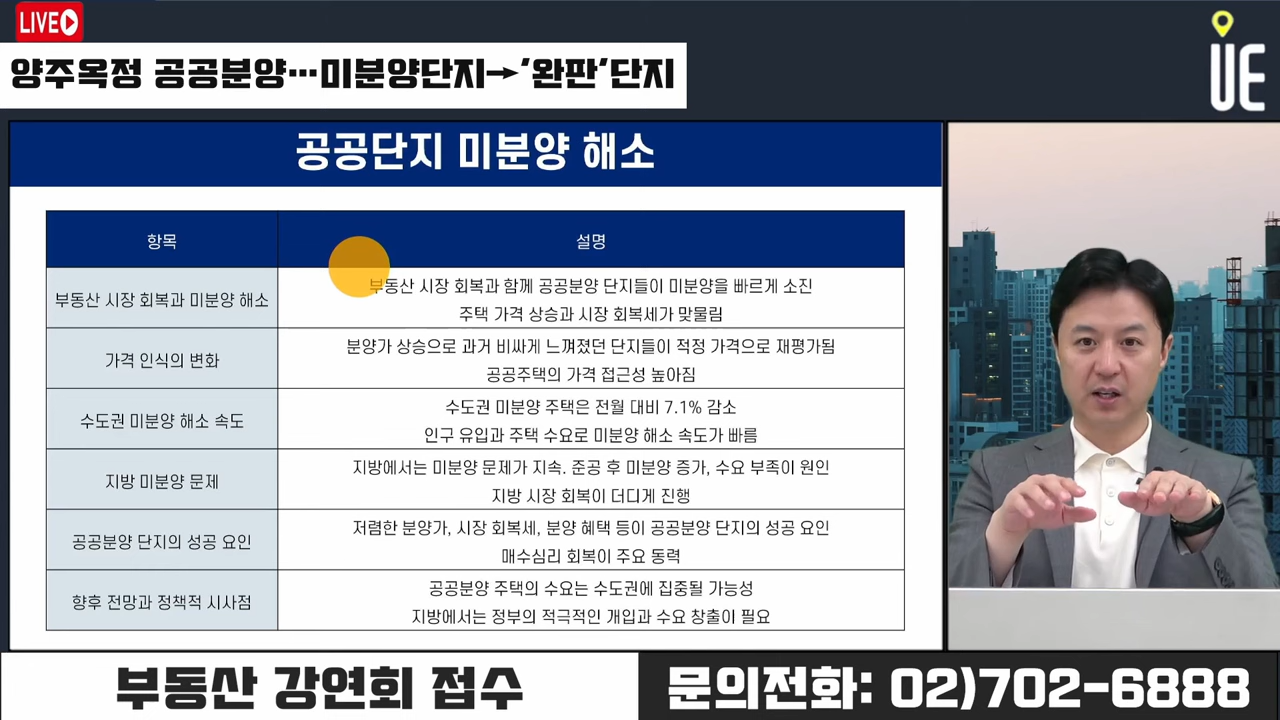 LIVE
양주옥정 공공분양…미분양단지→'완판'단지
UE
공공단지 미분양 해소
항목
설명
부동산 시장 회복과 미분양 해소
부동산 시장 회복과 함께 공공분양 단지들이 미분양을 빠르게 소진
주택 가격 상승과 시장 회복세가 맞물림
가격 인식의 변화
분양가 상승으로 과거 비싸게 느껴졌던 단지들이 적정 가격으로 재평가됨
공공주택의 가격 접근성 높아짐
수도권 미분양 해소 속도
수도권 미분양 주택은 전월 대비 7.1% 감소
인구 유입과 주택 수요로 미분양 해소 속도가 빠름
지방 미분양 문제
지방에서는 미분양 문제가 지속. 준공 후 미분양 증가, 수요 부족이 원인
지방 시장 회복이 더디게 진행
공공분양 단지의 성공 요인
저렴한 분양가, 시장 회복세, 분양 혜택 등이 공공분양 단지의 성공 요인
매수심리 회복이 주요 동력
향후 전망과 정책적 시사점
공공분양 주택의 수요는 수도권에 집중될 가능성
지방에서는 정부의 적극적인 개입과 수요 창출이 필요
부동산 강연회 접수
문의전화: 02)702-6888